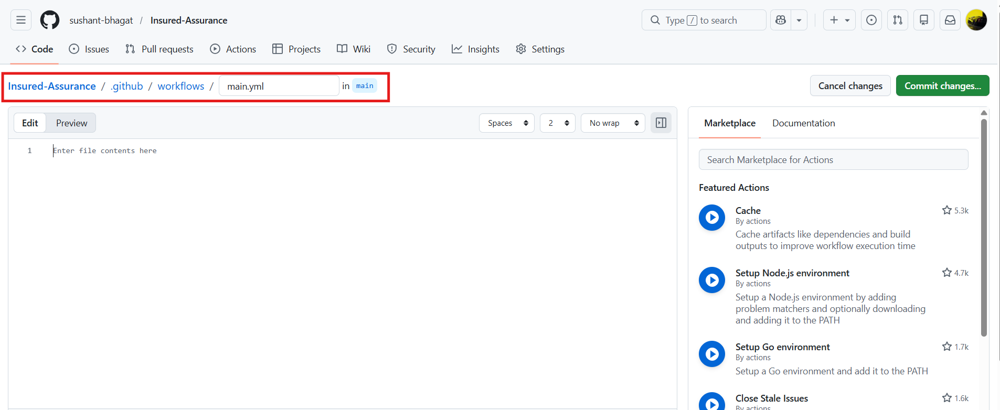 sushant-bhagat / Insured-Assurance
Type / to search
Code Issues Pull requests Actions Projects Wiki Security Insights Settings
Insured-Assurance / .github / workflows / main.yml in main
Cancel changes Commit changes...
Edit Preview
Spaces 2 No wrap
1 Enter file contents here
Marketplace Documentation
Search Marketplace for Actions
Featured Actions
Cache 5.3k
By actions
Cache artifacts like dependencies and build
outputs to improve workflow execution time
Setup Node.js environment 4.7k
By actions
Setup a Node.js environment by adding
problem matchers and optionally downloading
and adding it to the PATH
Setup Go environment 1.7k
By actions
Setup a Go environment and add it to the PATH
Close Stale Issues 1.6k
By actions